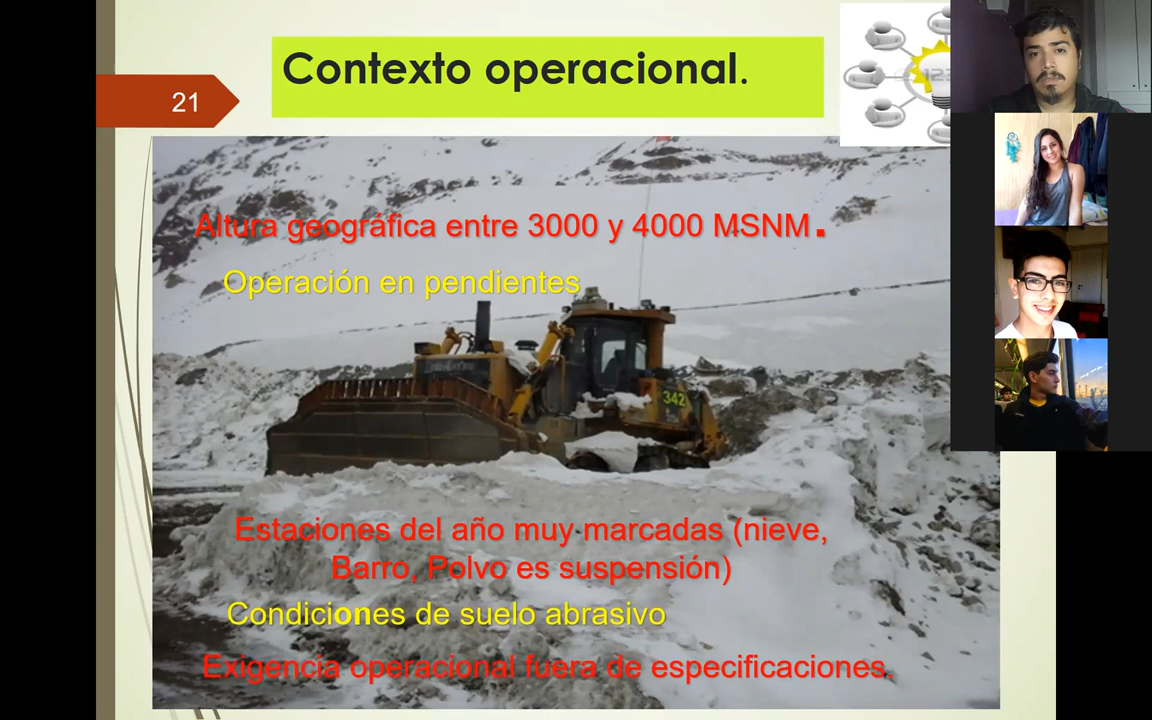 21
Contexto operacional.
Altura geográfica entre 3000 y 4000 MSNM.
Operación en pendientes
342
Estaciones del año muy marcadas (nieve,
Barro, Polvo es suspensión)
Condiciones de suelo abrasivo
Exigencia operacional fuera de especificaciones.